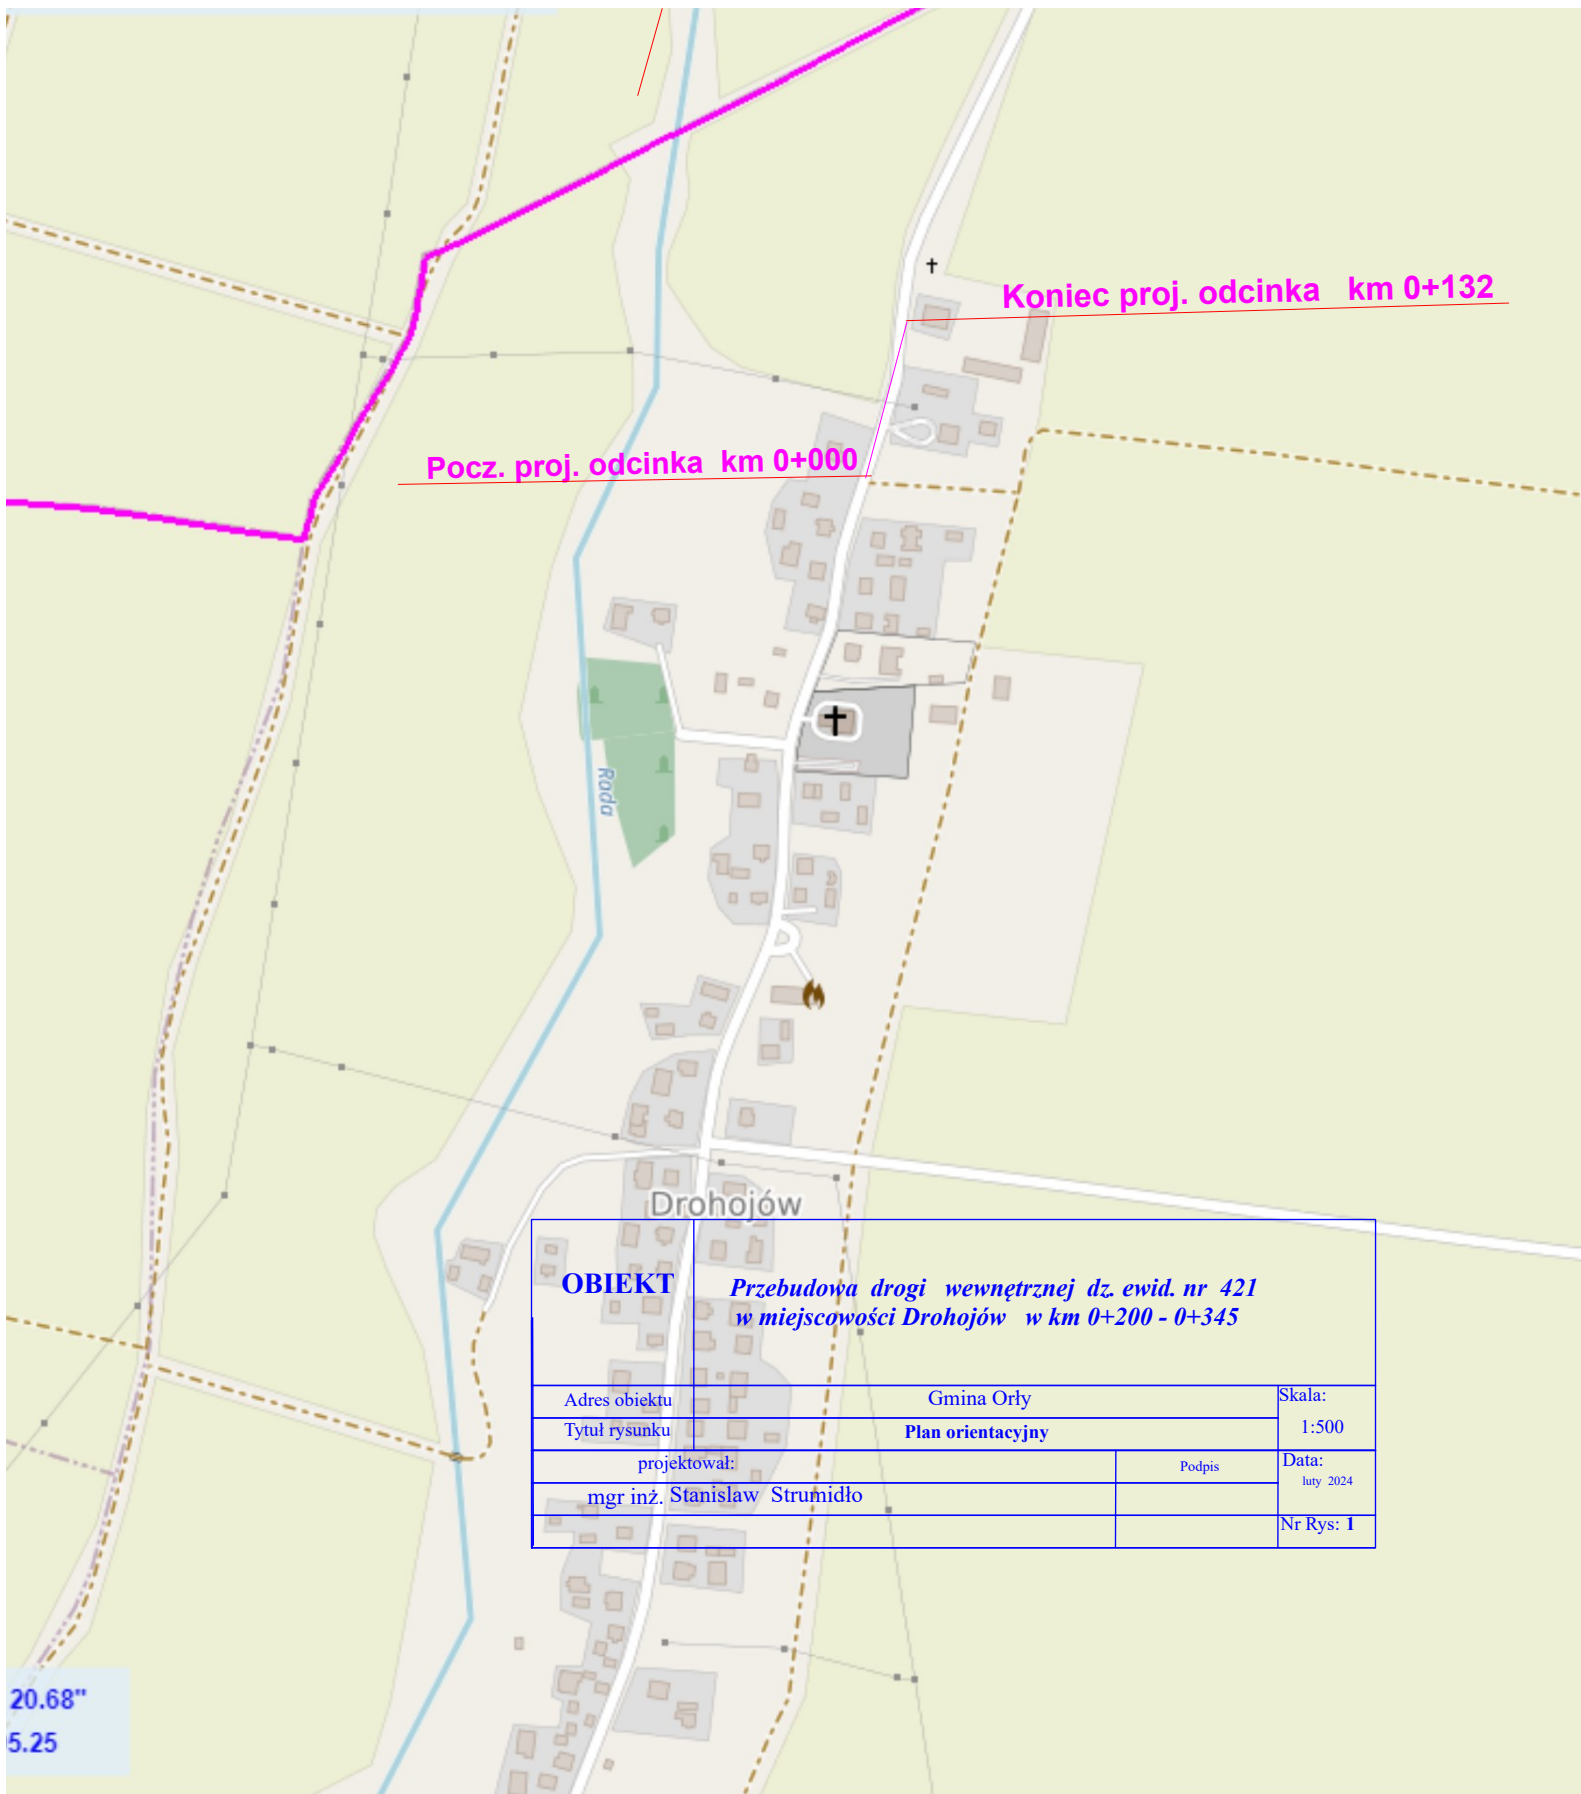 Koniec proj. odcinka km 0+132
Pocz. proj. odcinka km 0+000
Rada
Drohojów
OBIEKT
Przebudowa drogi wewnętrznej dz. ewid. nr 421
w miejscowości Drohojów w km 0+200 - 0+345
Adres obiektu
Gmina Orły
Skala:
1:500
Tytuł rysunku
Plan orientacyjny
projektował:
Podpis
Data:
luty 2024
mgr inż. Stanislaw Strumidło
Nr Rys: 1
20.68"
5.25